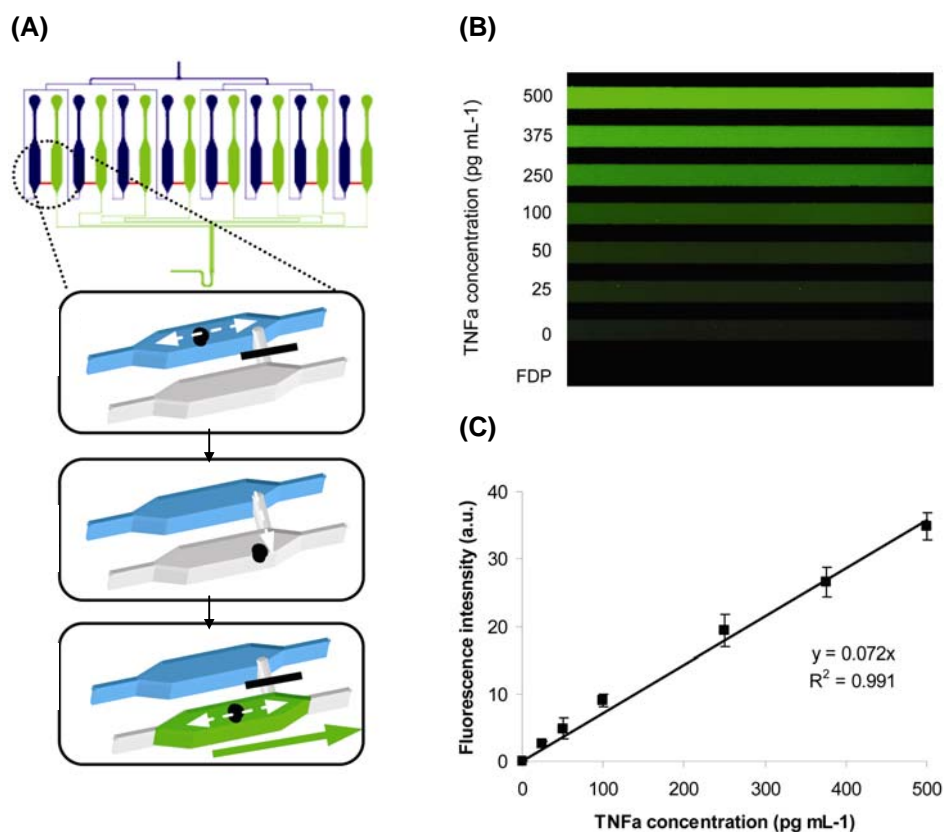 (A)
(B)
TNFa concentration (pg mL-1)
500
375
250
100
50
25
0
FDP
(C)
Fluorescence intesnsity (a.u.)
40
30
20
10
0
y = 0.072x
R² = 0.991
0
100
200
300
400
500
TNFa concentration (pg mL-1)